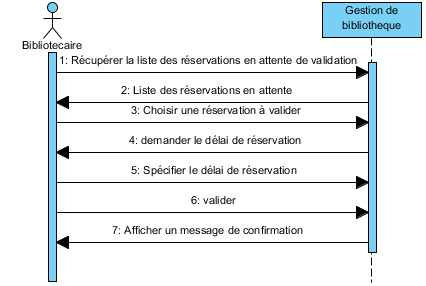 Gestion de
bibliotheque
Bibliotecaire
1: Récupérer la liste des réservations en attente de validation
2: Liste des réservations en attente
3: Choisir une réservation à valider
4: demander le délai de réservation
5: Spécifier le délai de réservation
6: valider
7: Afficher un message de confirmation